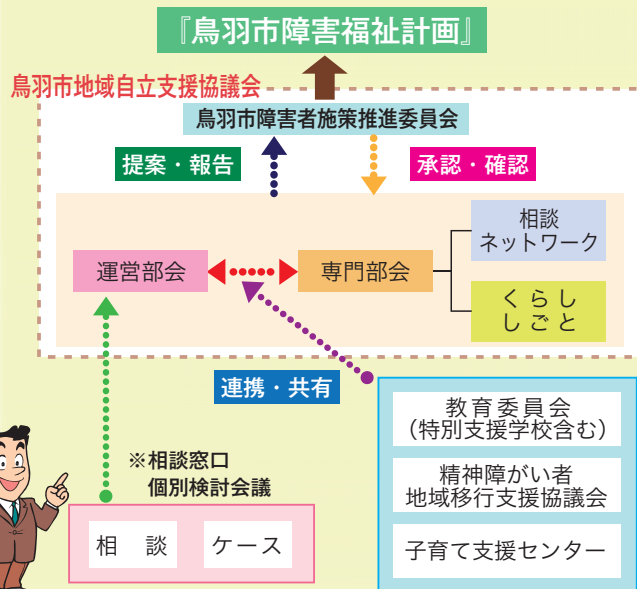 『鳥羽市障害福祉計画』
鳥羽市地域自立支援協議会
鳥羽市障害者施策推進委員会
提案・報告
承認・確認
相談
ネットワーク
運営部会
専門部会
くらし
しごと
連携・共有
教育委員会
(特別支援学校含む)
※相談窓口
個別検討会議
精神障がい者
地域移行支援協議会
相 談
ケース
子育て支援センター